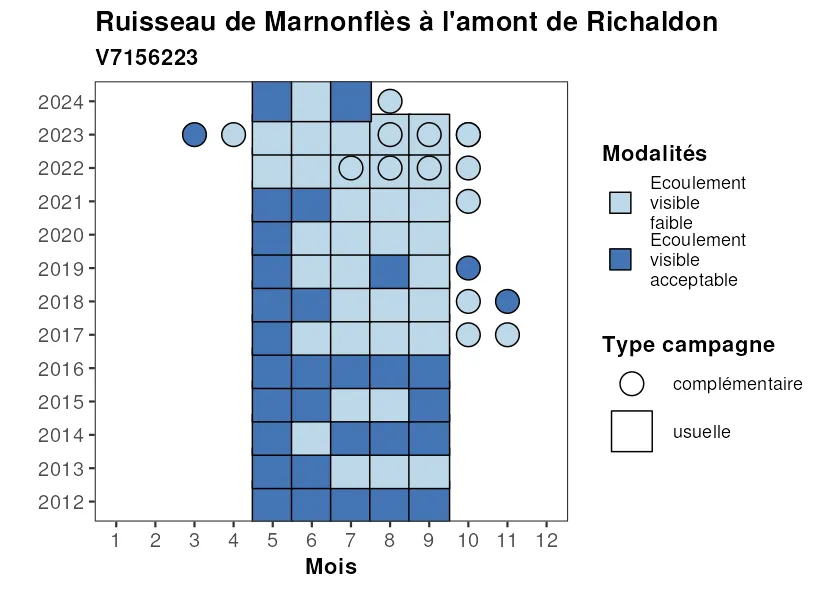 Ruisseau de Marnonflès à l'amont de Richaldon
V7156223
2024
2023
2022
2021
2020
2019
2018
2017
2016
2015
2014
2013
2012
1 2 3 4 5 6 7 8 9 10 11 12
Mois
Modalités
Ecoulement
visible
faible
Ecoulement
visible
acceptable
Type campagne
complémentaire
usuelle